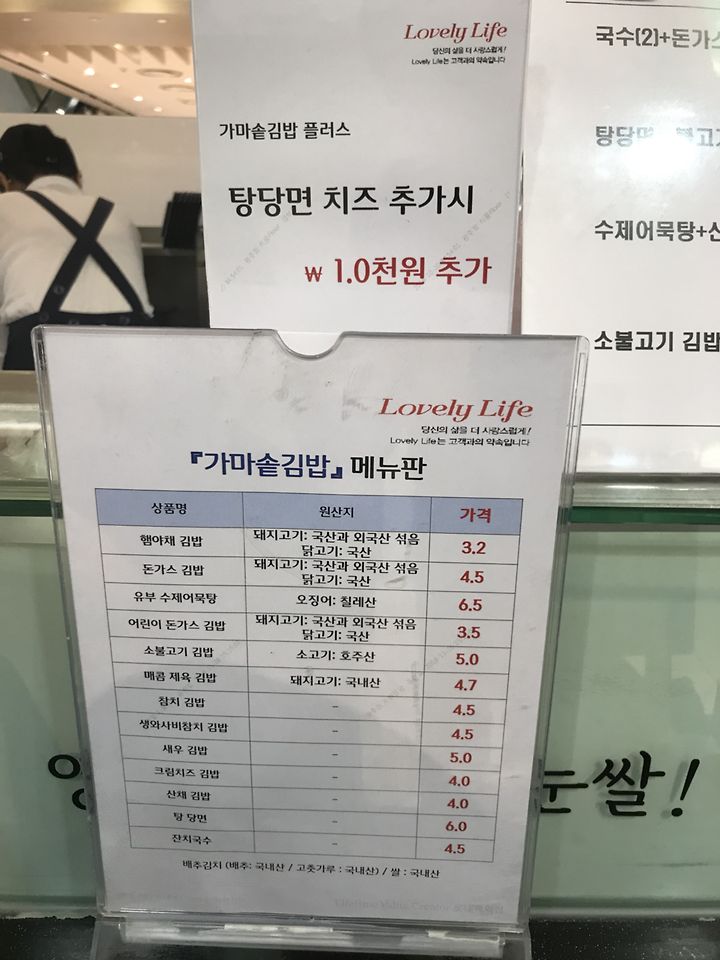 Lovely Life
당신의 삶을 더 사랑스럽게!
Lovely Life는 고객과의 약속입니다
가마솥김밥 플러스
탕당면 치즈 추가시
₩ 1.0천원 추가
국수(2)+돈가스
탕당면
수제어묵탕+
소불고기 김밥
Lovely Life
당신의 삶을 더 사랑스럽게!
Lovely Life는 고객과의 약속입니다
『가마솥김밥』 메뉴판
상품명 원산지 가격
햄야채 김밥 돼지고기: 국산과 외국산 섞음 3.2
닭고기: 국산
돈가스 김밥 돼지고기: 국산과 외국산 섞음 4.5
닭고기: 국산
유부 수제어묵탕 오징어: 칠레산 6.5
어린이 돈가스 김밥 돼지고기: 국산과 외국산 섞음 3.5
닭고기: 국산
소불고기 김밥 소고기: 호주산 5.0
매콤 제육 김밥 돼지고기: 국내산 4.7
참치 김밥 - 4.5
생와사비참치 김밥 - 4.5
새우 김밥 - 5.0
크림치즈 김밥 - 4.0
산채 김밥 - 4.0
탕 당면 - 6.0
잔치국수 - 4.5
배추김치 (배추: 국내산 / 고춧가루 : 국내산) / 쌀 : 국내산
눈쌀!